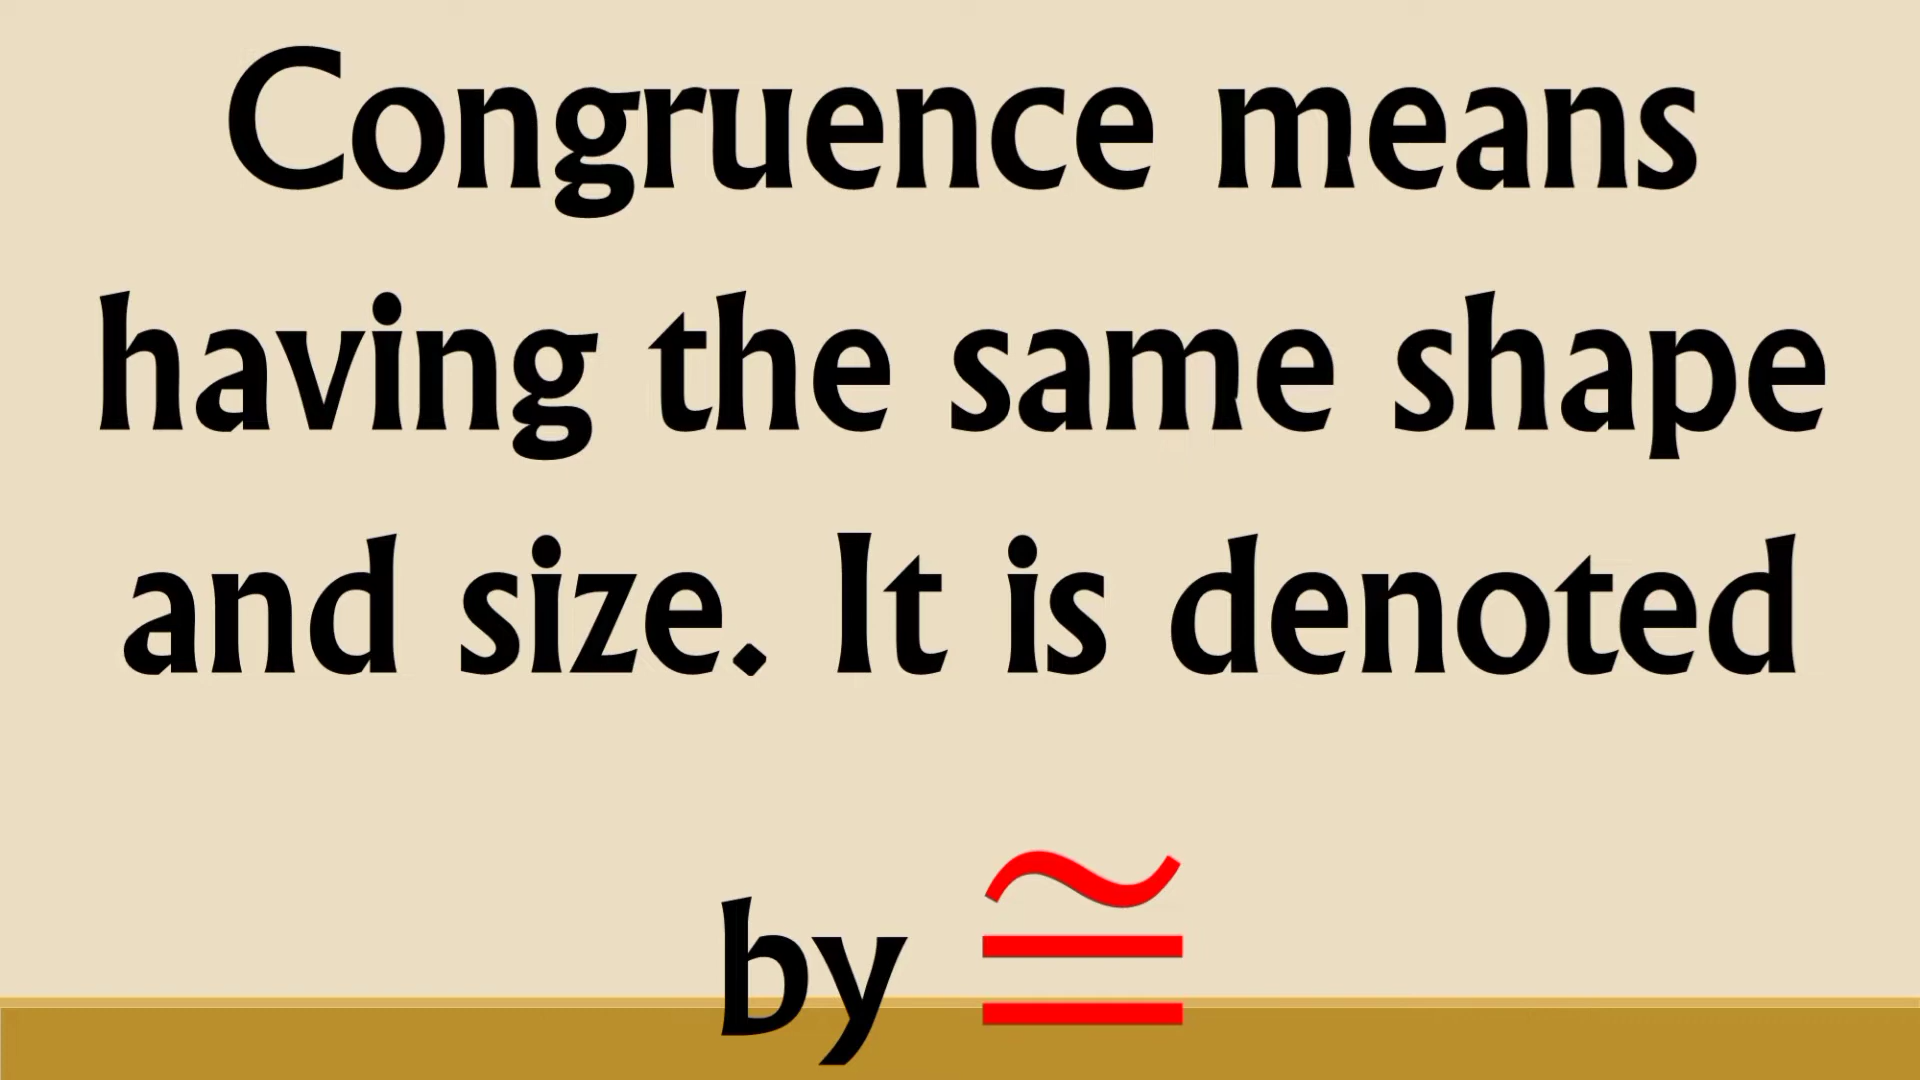 Congruence means
having the same shape
and size. It is denoted
by ≅